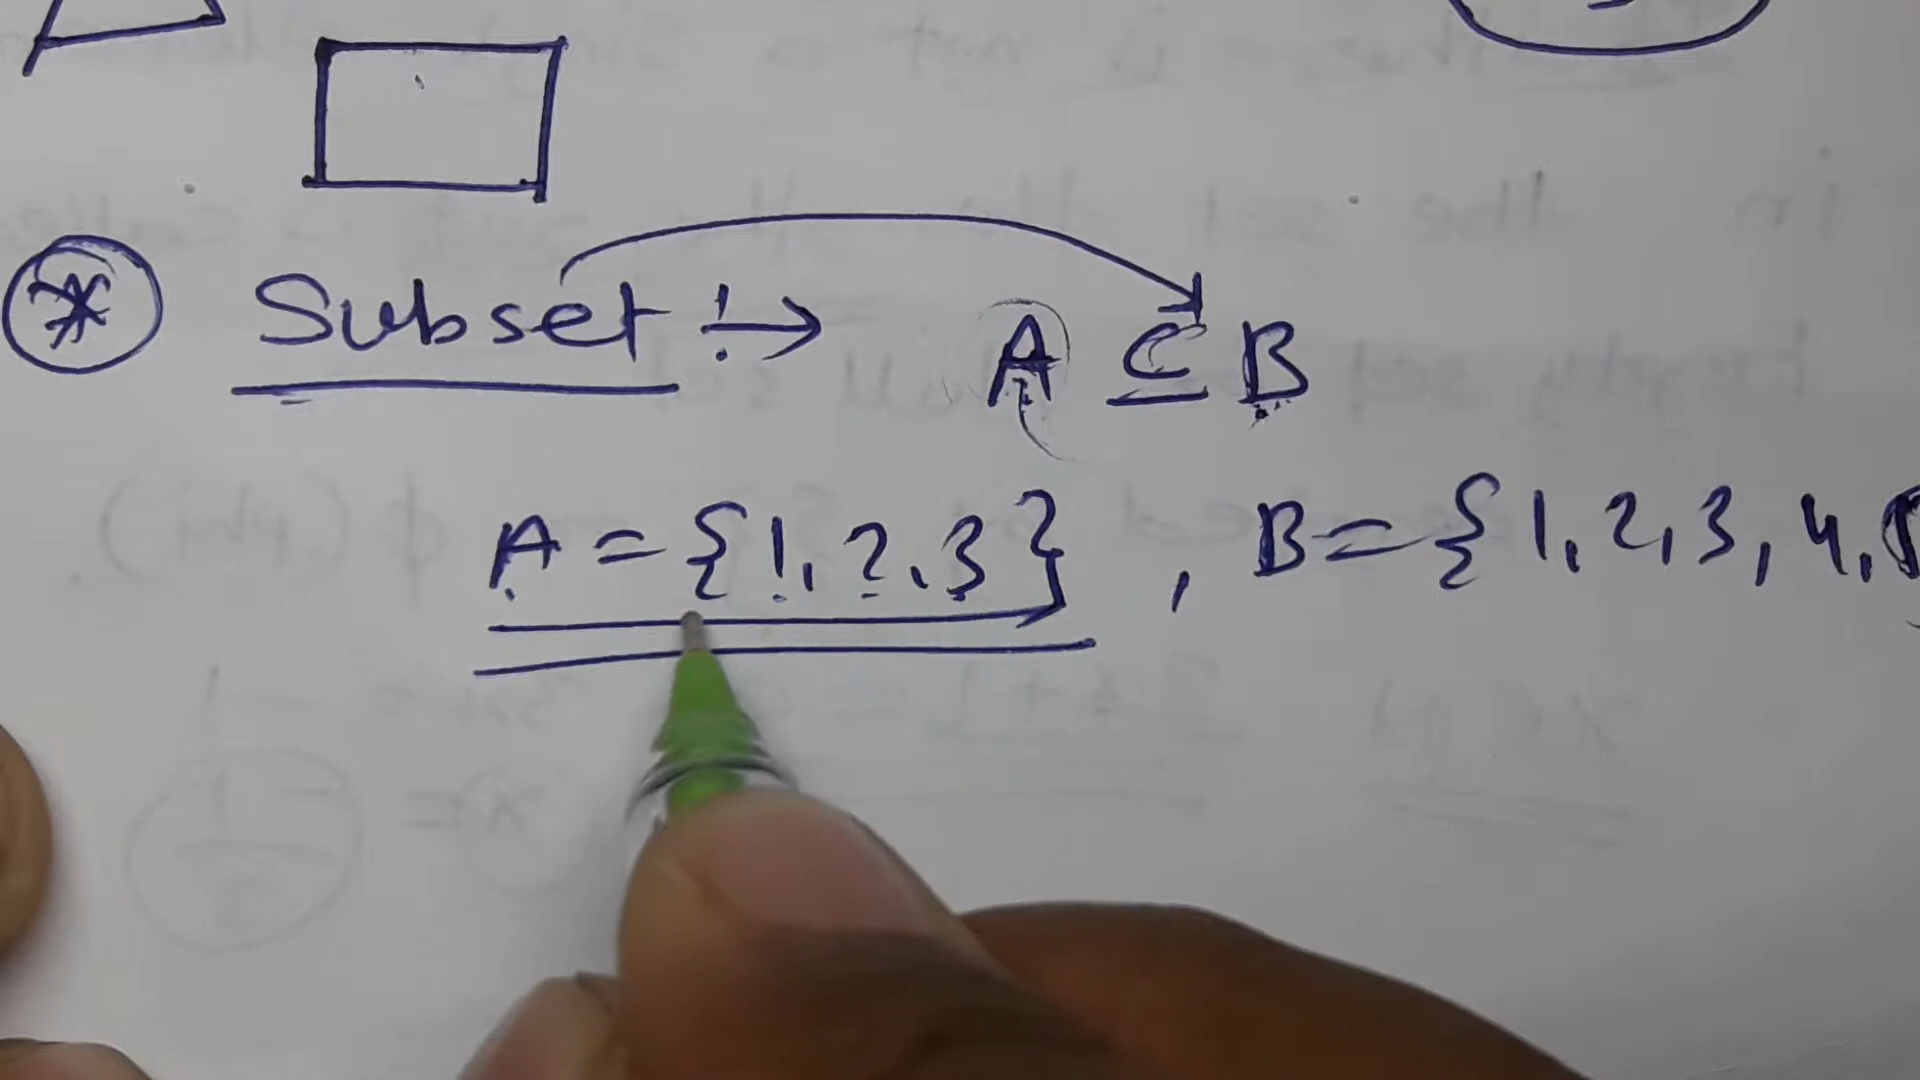 * Subset :→ A ⊆ B
A = {1, 2, 3} , B = {1, 2, 3, 4,